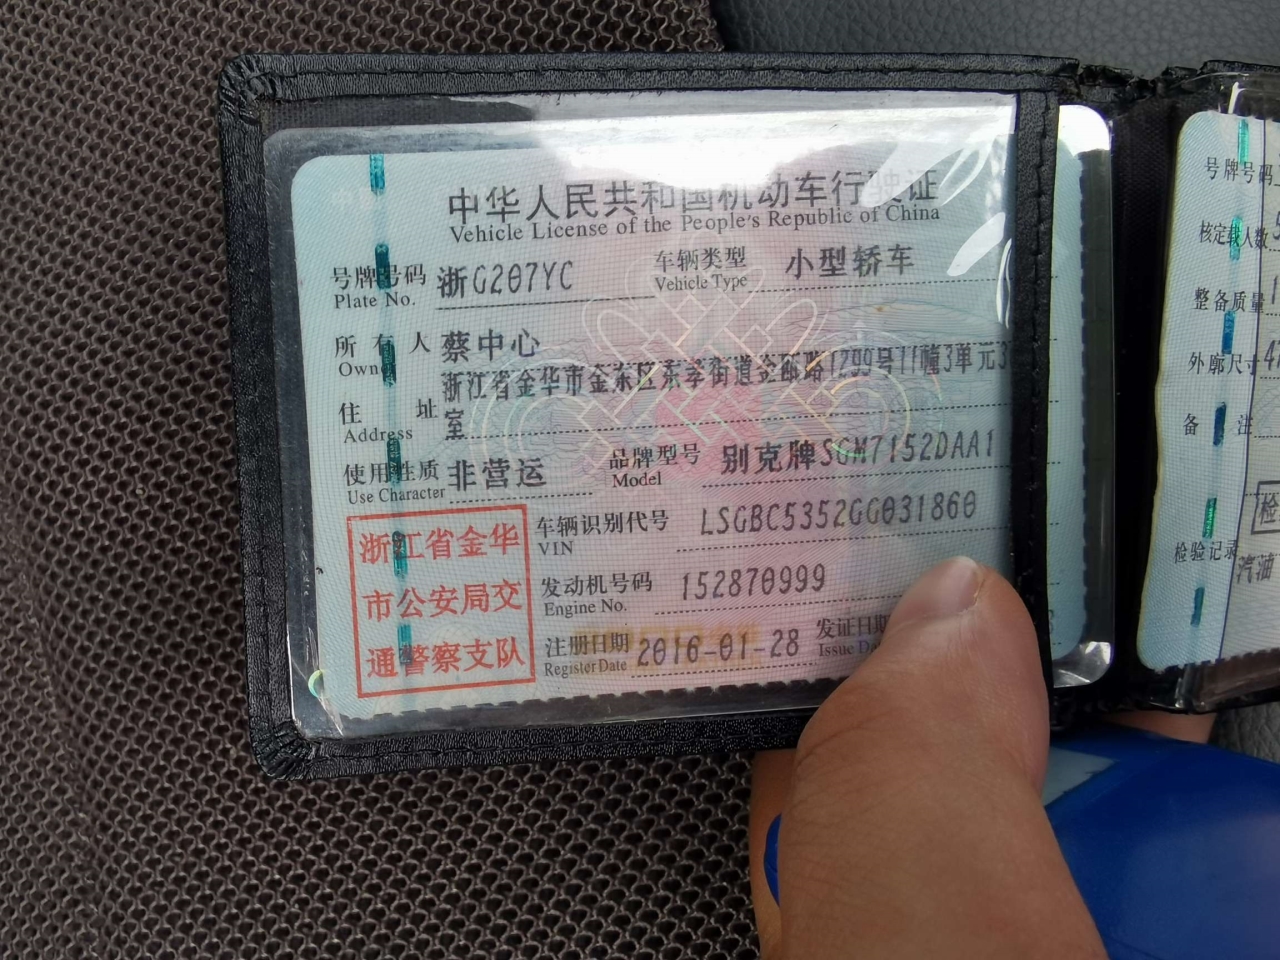 中华人民共和国机动车行驶证
Vehicle License of the People's Republic of China
号牌号码 浙G207YC 车辆类型 小型轿车
Plate No. Vehicle Type
所有人 蔡中心
Owner
浙江省金华市金东区东孝街道金瓯路1299号11幢3单元3
住址 室
Address
使用性质 非营运 品牌型号 别克牌SGM7152DAA1
Use Character Model
车辆识别代号 LSGBC5352GG031860
VIN
发动机号码 152870999
Engine No.
注册日期 2016-01-28 发证日期
Register Date Issue Da
浙江省金华
市公安局交
通警察支队
号牌号码
核定载人数 5
整备质量 1
外廓尺寸 47
备注
检
检验记录
汽油